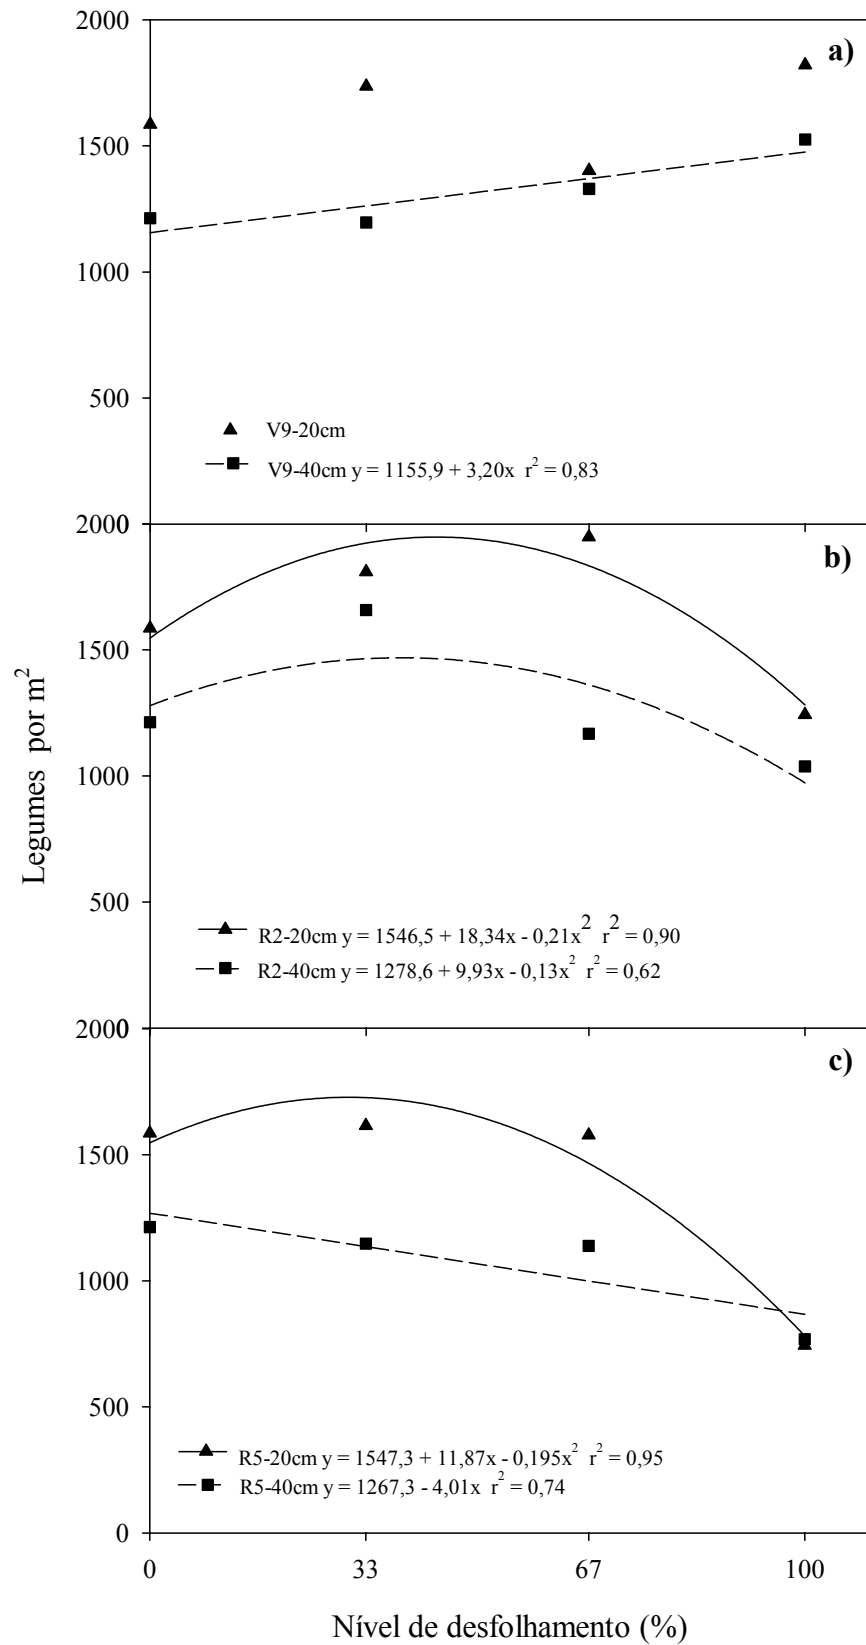 2000
a)
1500
1000
500
V9-20cm
V9-40cm y = 1155,9 + 3,20x r² = 0,83
2000
b)
1500
Legumes por m²
1000
500
R2-20cm y = 1546,5 + 18,34x - 0,21x² r² = 0,90
R2-40cm y = 1278,6 + 9,93x - 0,13x² r² = 0,62
2000
c)
1500
1000
500
R5-20cm y = 1547,3 + 11,87x - 0,195x² r² = 0,95
R5-40cm y = 1267,3 - 4,01x r² = 0,74
0
0 33 67 100
Nível de desfolhamento (%)